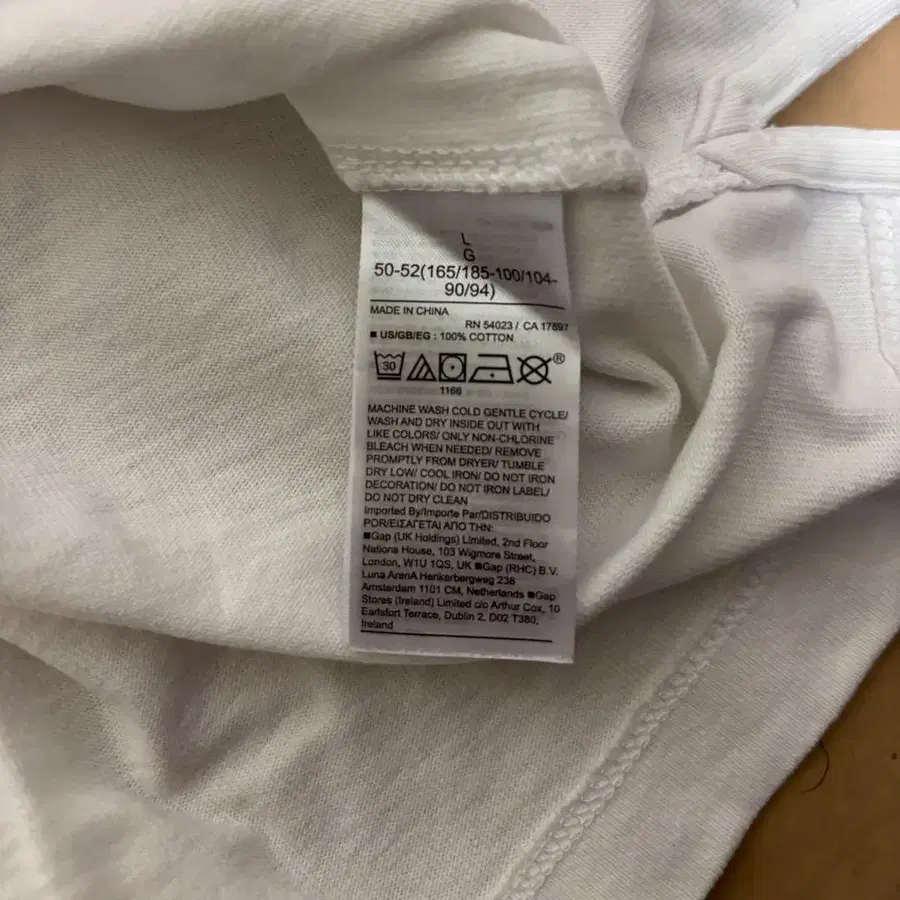 L
G
50-52(165/185-100/104-
90/94)
MADE IN CHINA
RN 54023 / CA 17897
■ US/GB/EG : 100% COTTON
30
®
1166
MACHINE WASH COLD GENTLE CYCLE/
WASH AND DRY INSIDE OUT WITH
LIKE COLORS/ ONLY NON-CHLORINE
BLEACH WHEN NEEDED/ REMOVE
PROMPTLY FROM DRYER/ TUMBLE
DRY LOW/ COOL IRON/ DO NOT IRON
DECORATION/ DO NOT IRON LABEL/
DO NOT DRY CLEAN
Imported By/Importe Par/DISTRIBUIDO
POR/ΕΙΣΑΓΕΤΑΙ ΑΠΟ ΤΗΝ:
■Gap (UK Holdings) Limited, 2nd Floor
Nations House, 103 Wigmore Street,
London, W1U 1QS, UK ■Gap (RHC) B.V.
Luna ArenA Herikerbergweg 238
Amsterdam 1101 CM, Netherlands ■Gap
Stores (Ireland) Limited c/o Arthur Cox, 10
Earlsfort Terrace, Dublin 2, D02 T380,
Ireland